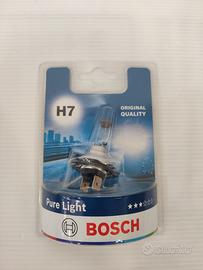 H7
ORIGINAL
QUALITY
Pure Light
BOSCH